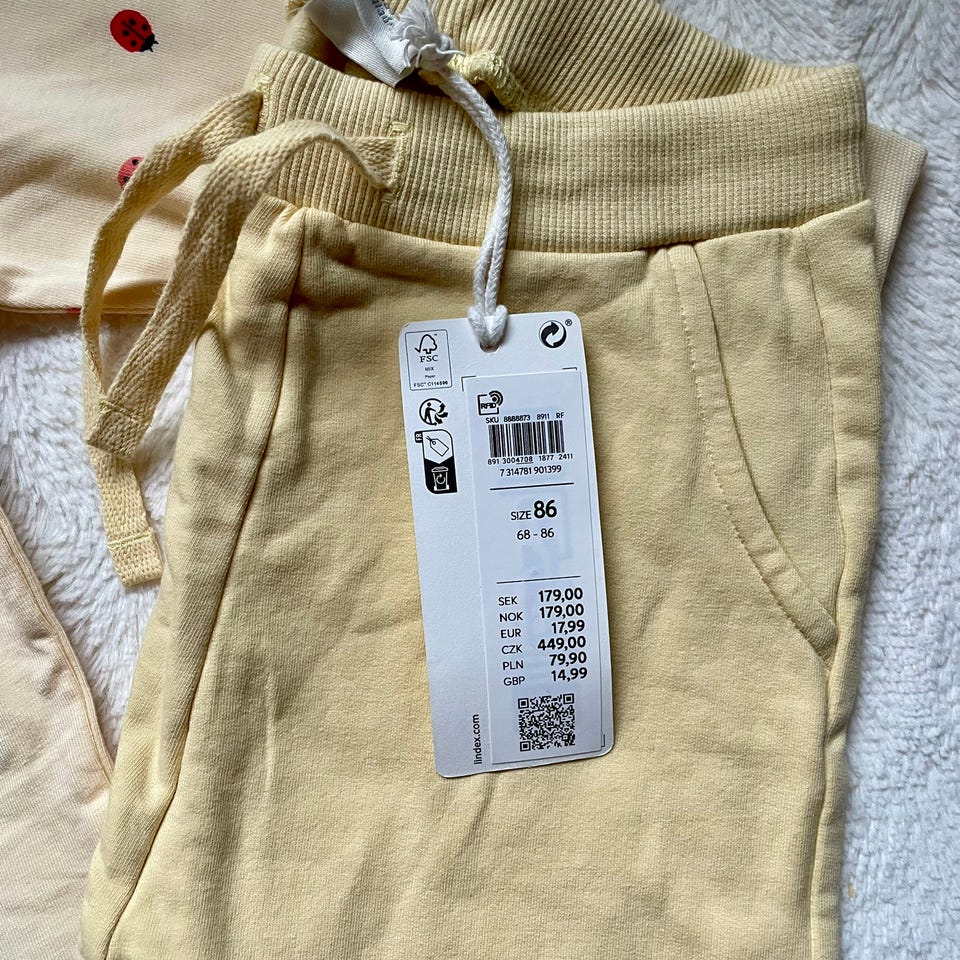 FSC
MIX
Paper
FSC® C114596
®
FR
RFID
SKU 8888873 8911 RF
891 3004708 1877 2411
7 314781 901399
SIZE 86
68 - 86
SEK 179,00
NOK 179,00
EUR 17,99
CZK 449,00
PLN 79,90
GBP 14,99
lindex.com